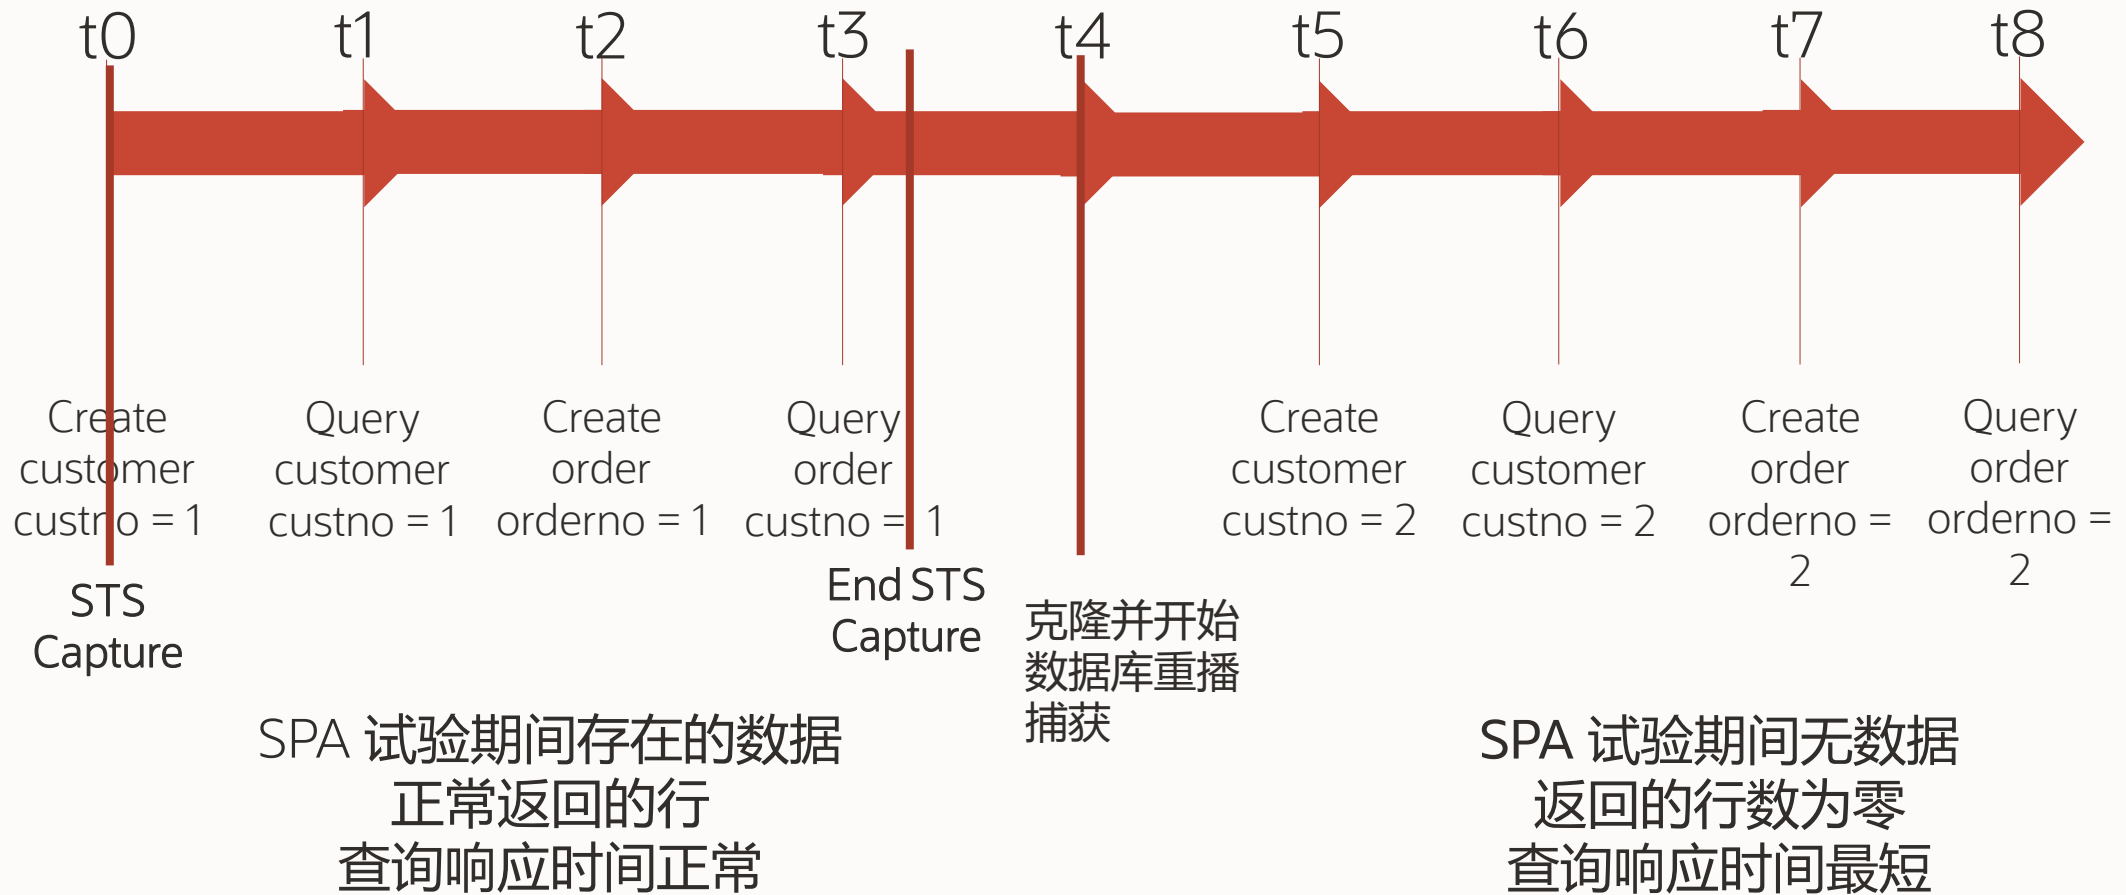 t0
t1
t2
t3
t4
t5
t6
t7
t8
Create
customer
custno = 1
Query
customer
custno = 1
Create
order
orderno = 1
Query
order
custno = 1
Create
customer
custno = 2
Query
customer
custno = 2
Create
order
orderno =
2
Query
order
orderno =
2
STS
Capture
End STS
Capture
克隆并开始
数据库重播
捕获
SPA 试验期间存在的数据
正常返回的行
查询响应时间正常
SPA 试验期间无数据
返回的行数为零
查询响应时间最短